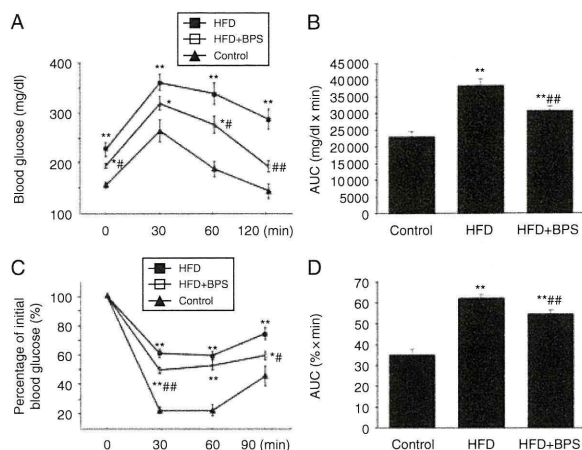 A
HFD
HFD+BPS
Control
Blood glucose (mg/dl)
400
300
200
100
** ** ** **
*# * *# ##
0 30 60 120 (min)
B
AUC (mg/dl x min)
45 000
40 000
35 000
30 000
25 000
20 000
15 000
10 000
5000
0
**
**##
Control HFD HFD+BPS
C
HFD
HFD+BPS
Control
Percentage of initial
blood glucose (%)
100
80
60
40
20
** ** **
**## ** *#
0 30 60 90 (min)
D
AUC (% x min)
70
60
50
40
30
20
10
0
**
**##
Control HFD HFD+BPS